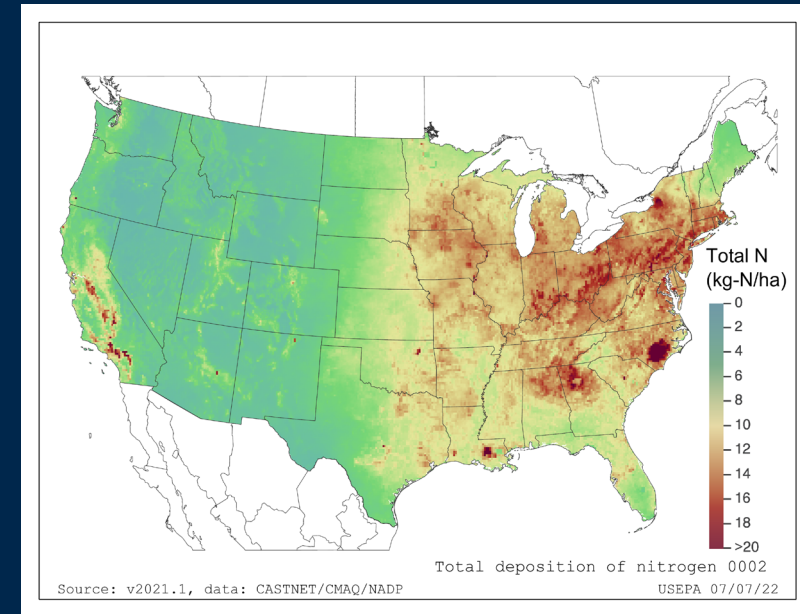 Total N
(kg-N/ha)
0
2
4
6
8
10
12
14
16
18
>20
Total deposition of nitrogen 0002
Source: v2021.1, data: CASTNET/CMAQ/NADP
USEPA 07/07/22